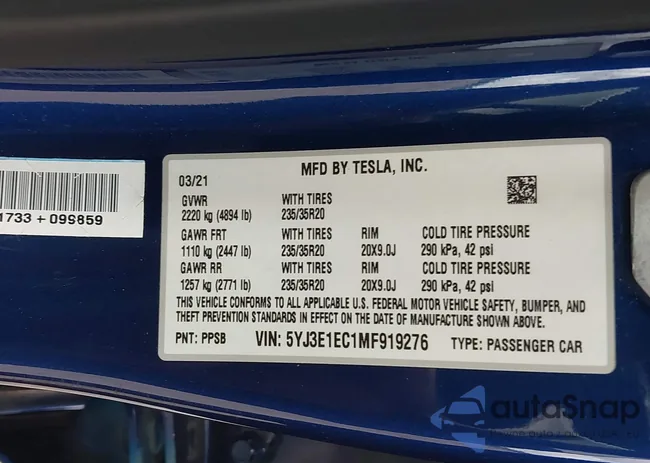 MFD BY TESLA, INC.
03/21
GVWR WITH TIRES
2220 kg (4894 lb) 235/35R20
GAWR FRT WITH TIRES RIM COLD TIRE PRESSURE
1110 kg (2447 lb) 235/35R20 20X9.0J 290 kPa, 42 psi
GAWR RR WITH TIRES RIM COLD TIRE PRESSURE
1257 kg (2771 lb) 235/35R20 20X9.0J 290 kPa, 42 psi
THIS VEHICLE CONFORMS TO ALL APPLICABLE U.S. FEDERAL MOTOR VEHICLE SAFETY, BUMPER, AND
THEFT PREVENTION STANDARDS IN EFFECT ON THE DATE OF MANUFACTURE SHOWN ABOVE.
PNT: PPSB VIN: 5YJ3E1EC1MF919276 TYPE: PASSENGER CAR
1733 + 09S859
autoSnap